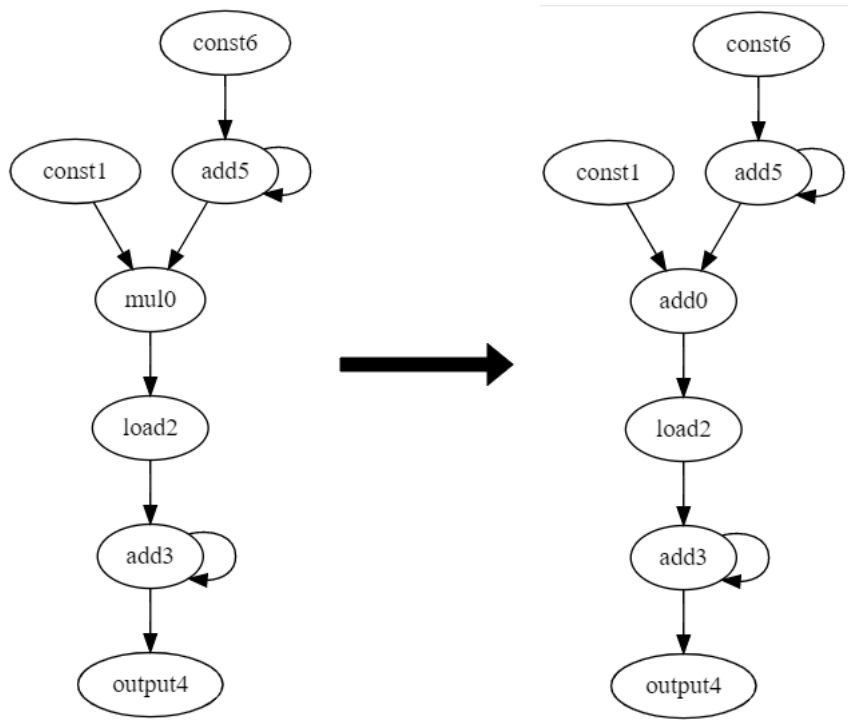 const6
const1
add5
mul0
load2
add3
output4
const6
const1
add5
add0
load2
add3
output4